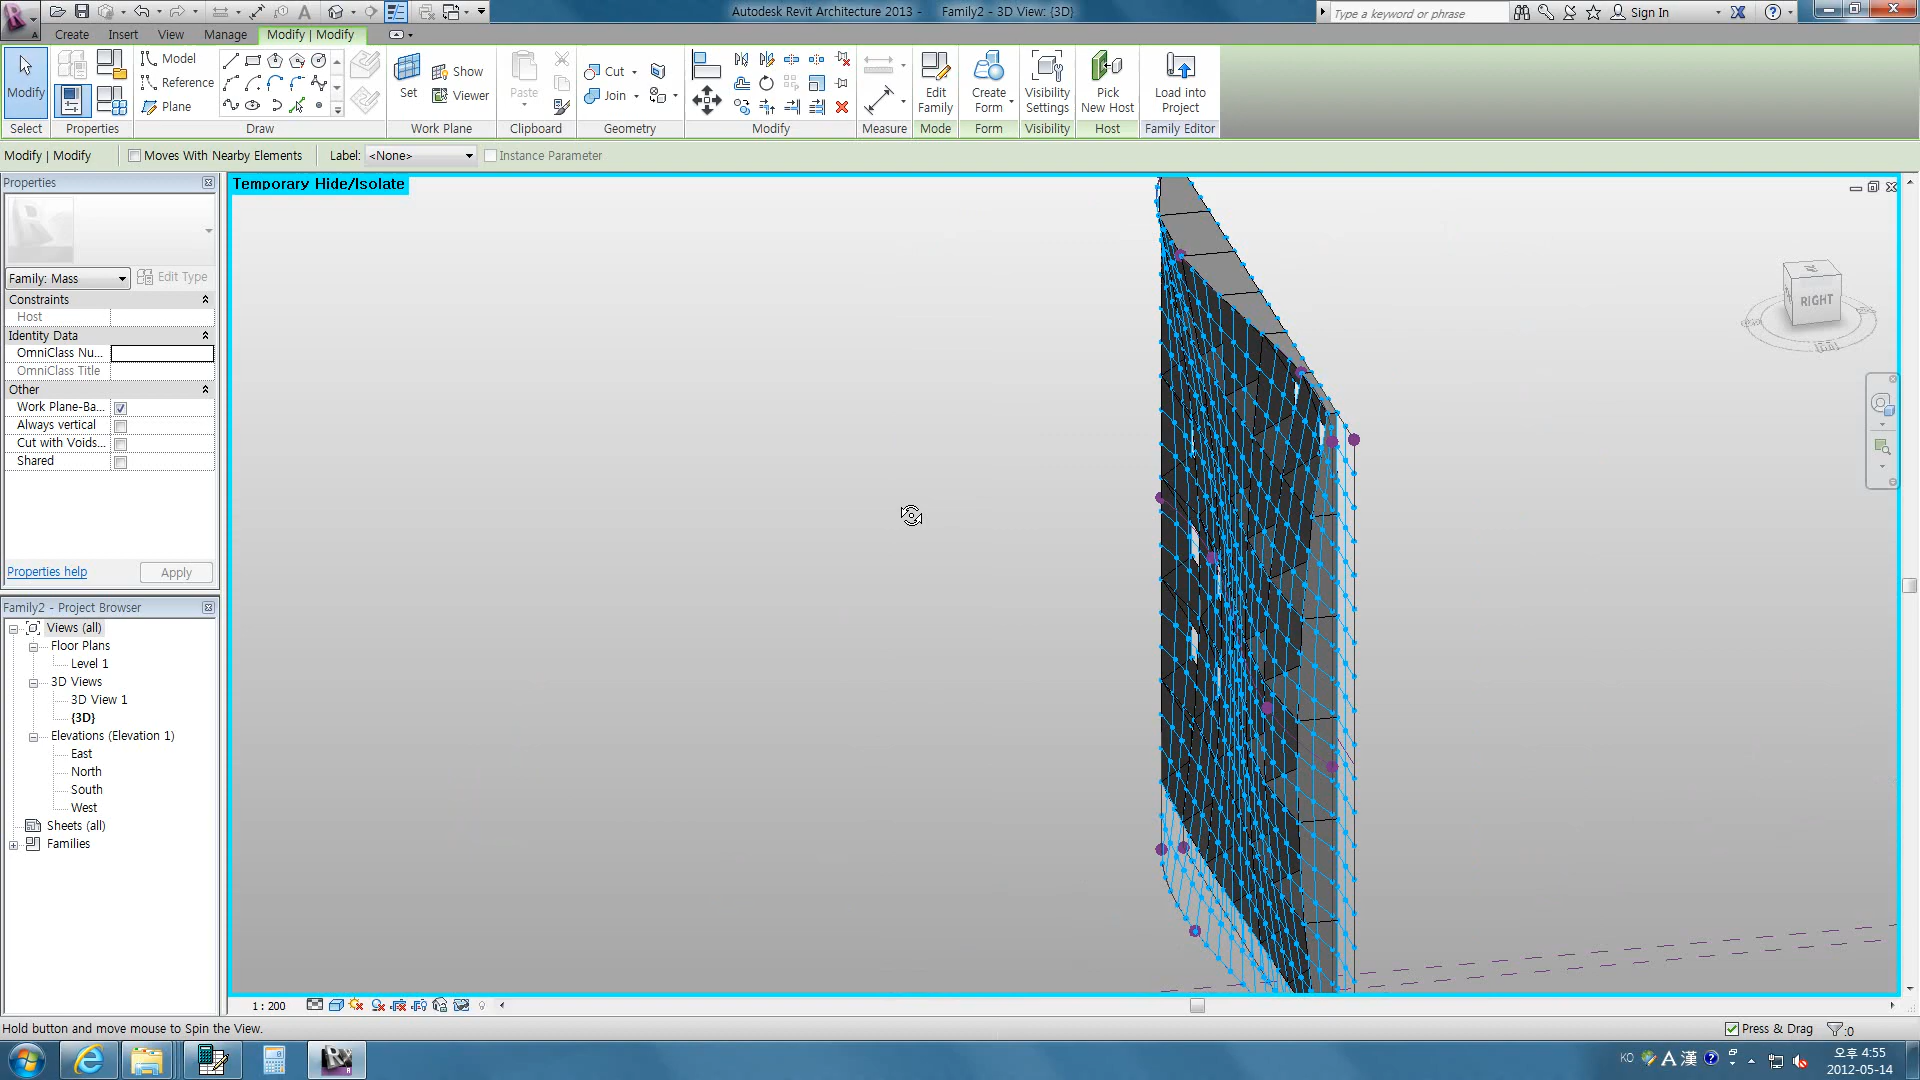 Autodesk Revit Architecture 2013 - Family2 - 3D View: {3D}
Type a keyword or phrase
Sign In
Create Insert View Manage Modify | Modify
Modify
Model
Reference
Plane
Set
Show
Viewer
Paste
Cut
Join
Edit Family
Create Form
Visibility Settings
Pick New Host
Load into Project
Select Properties Draw Work Plane Clipboard Geometry Modify Measure Mode Form Visibility Host Family Editor
Modify | Modify
Moves With Nearby Elements
Label: <None>
Instance Parameter
Properties
Family: Mass
Edit Type
Constraints
Host
Identity Data
OmniClass Nu...
OmniClass Title
Other
Work Plane-Ba...
Always vertical
Cut with Voids...
Shared
Properties help
Apply
Family2 - Project Browser
Views (all)
Floor Plans
Level 1
3D Views
3D View 1
{3D}
Elevations (Elevation 1)
East
North
South
West
Sheets (all)
Families
Temporary Hide/Isolate
RIGHT
1 : 200
Hold button and move mouse to Spin the View.
Press & Drag
:0
KO A 漢
오후 4:55
2012-05-14